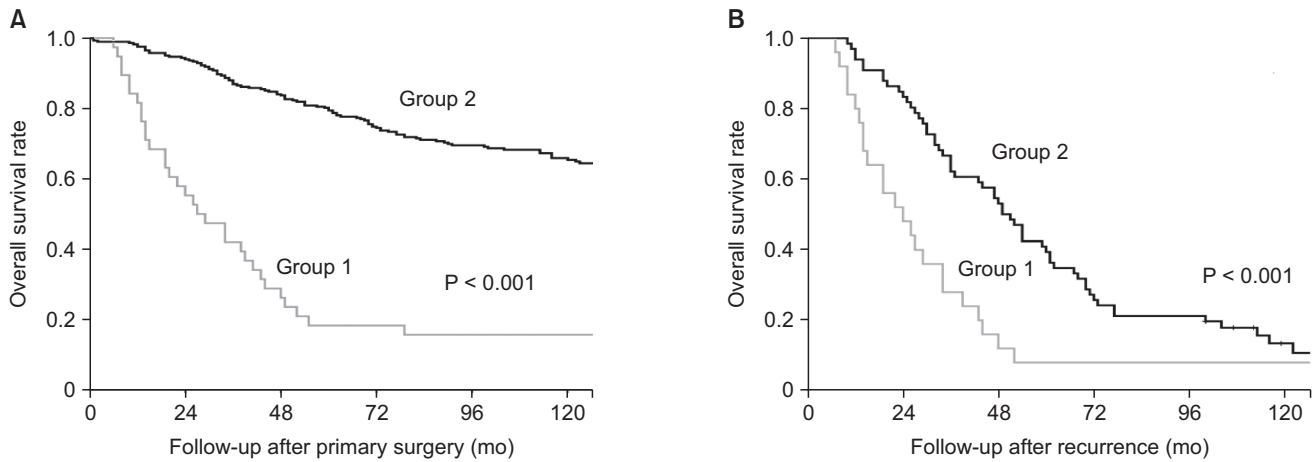 A
1.0
0.8
0.6
0.4
0.2
0
Overall survival rate
Group 2
Group 1
P < 0.001
0 24 48 72 96 120
Follow-up after primary surgery (mo)
B
1.0
0.8
0.6
0.4
0.2
0
Overall survival rate
Group 2
Group 1
P < 0.001
0 24 48 72 96 120
Follow-up after recurrence (mo)